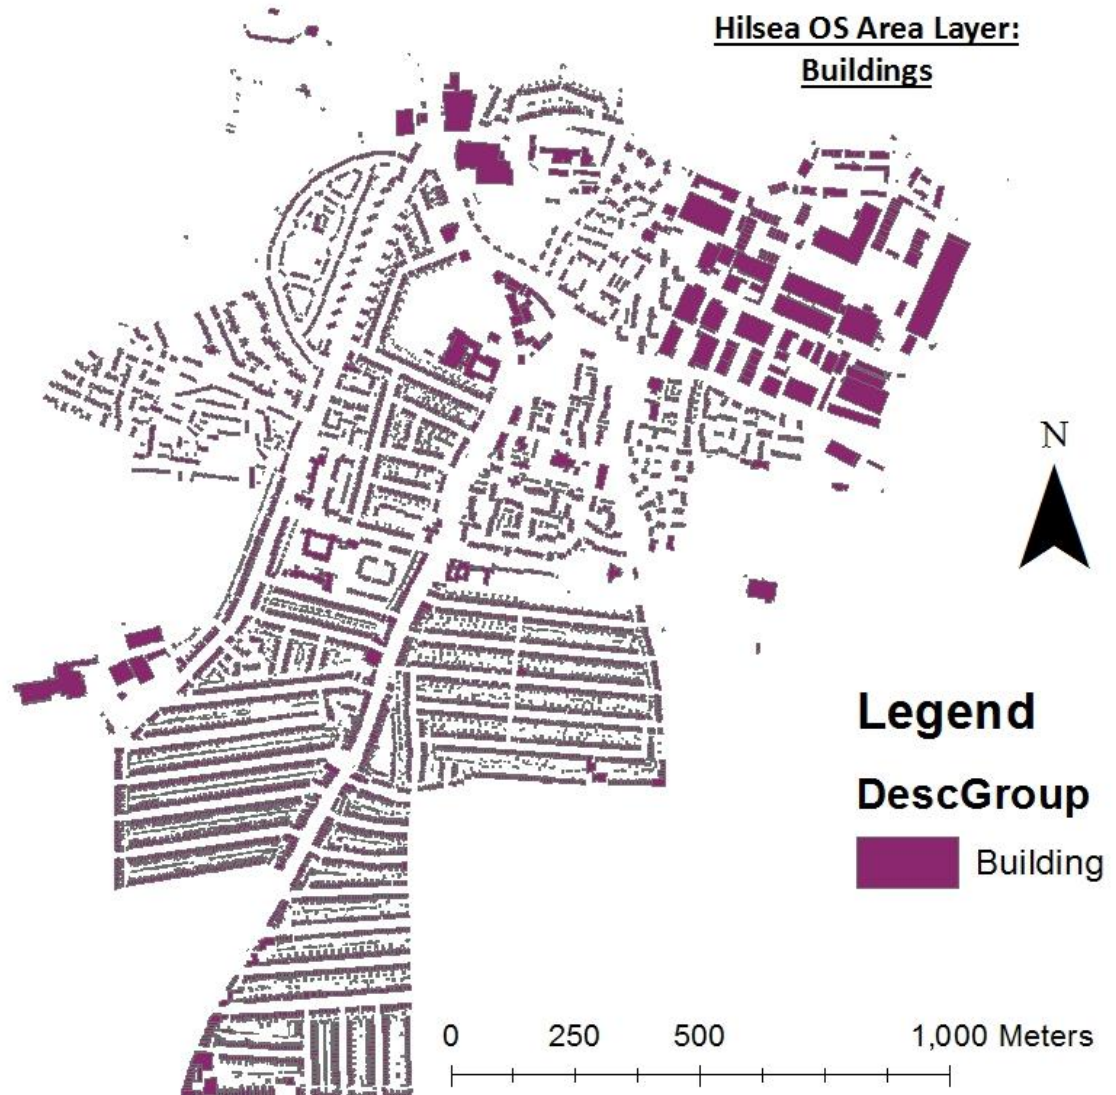 Hilsea OS Area Layer:
Buildings
N
Legend
DescGroup
Building
0 250 500 1,000 Meters